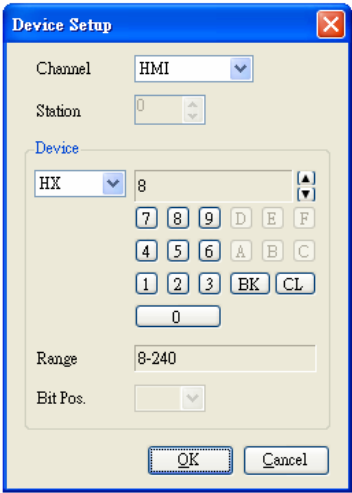 Device Setup
Channel HMI
Station 0
Device
HX 8
7 8 9 D E F
4 5 6 A B C
1 2 3 BK CL
0
Range 8-240
Bit Pos.
OK Cancel